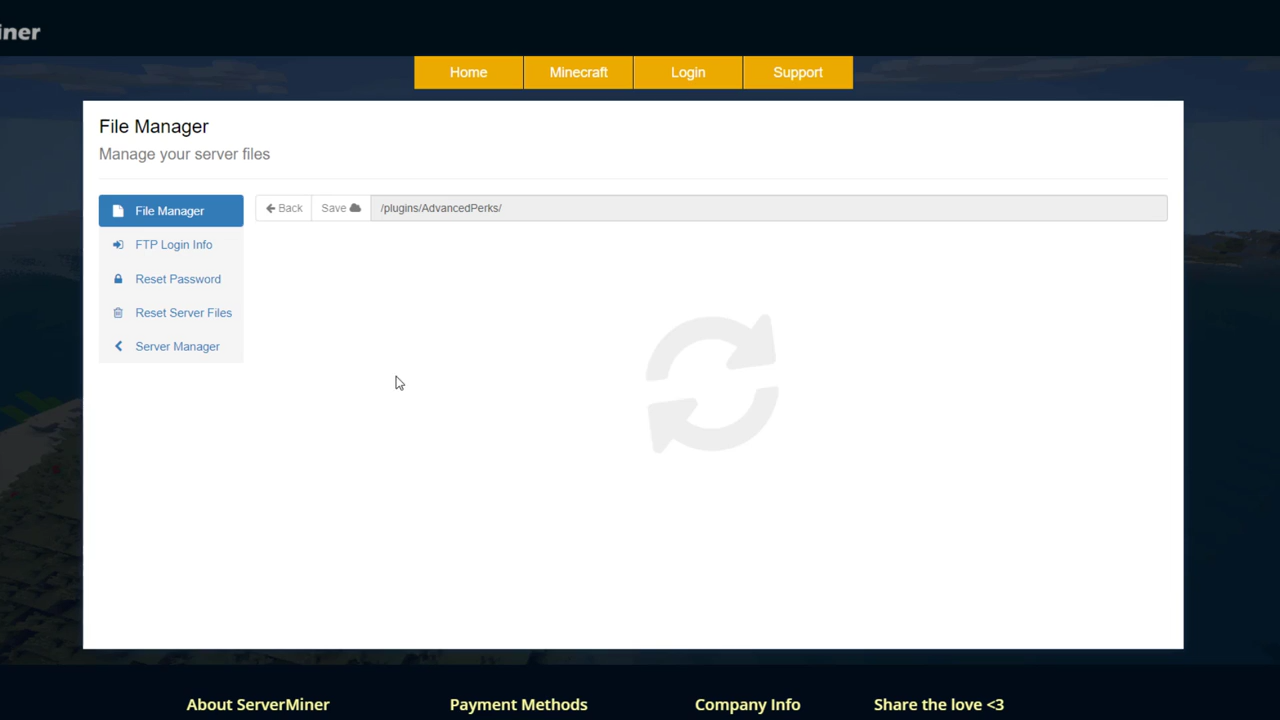 iner
Home
Minecraft
Login
Support
File Manager
Manage your server files
File Manager
FTP Login Info
Reset Password
Reset Server Files
Server Manager
Back
Save
/plugins/AdvancedPerks/
About ServerMiner
Payment Methods
Company Info
Share the love <3